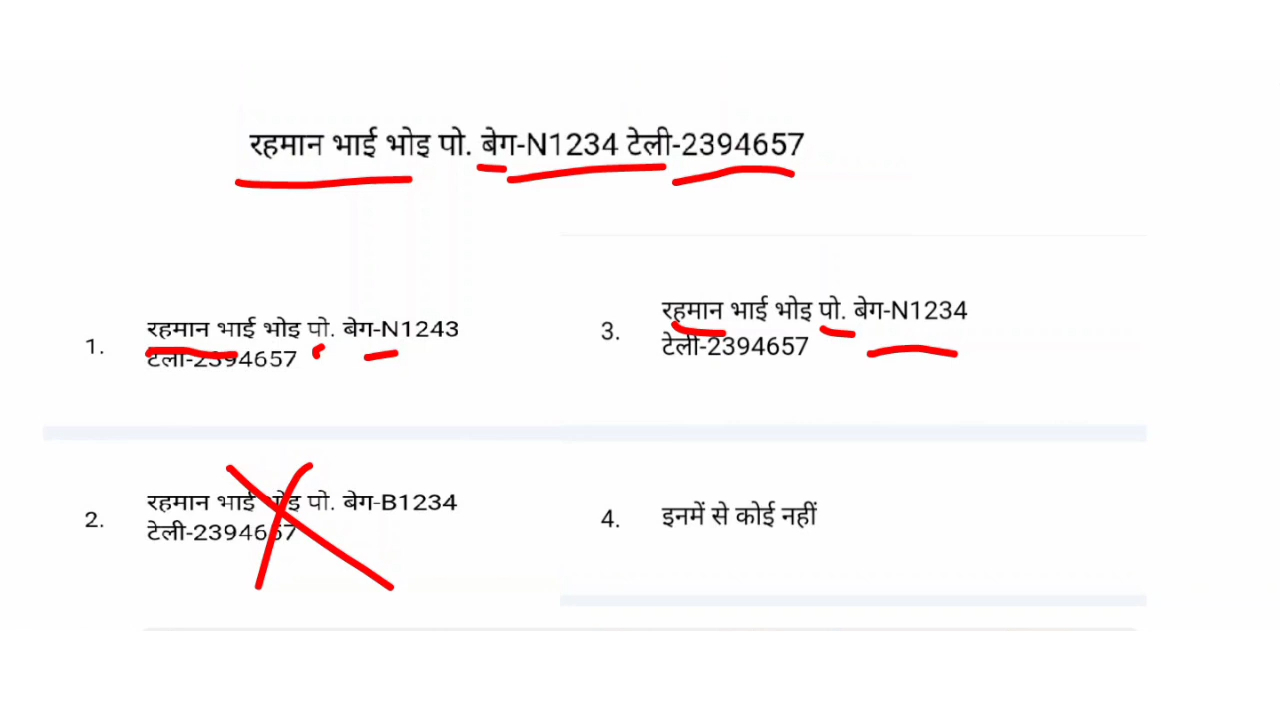 रहमान भाई भोइ पो. बेग-N1234 टेली-2394657
1.
रहमान भाई भोइ पो. बेग-N1243
टेली-2394657
2.
रहमान भाई भोइ पो. बेग-B1234
टेली-2394657
3.
रहमान भाई भोइ पो. बेग-N1234
टेली-2394657
4.
इनमें से कोई नहीं